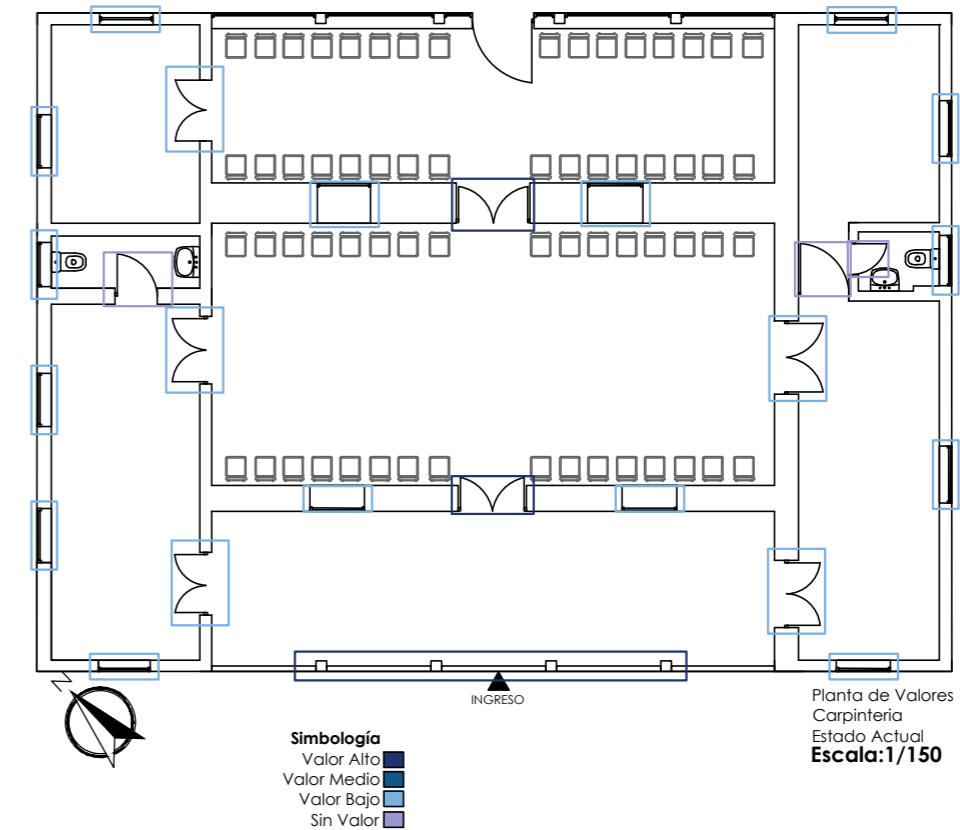 INGRESO
N
Planta de Valores
Carpinteria
Estado Actual
Escala:1/150
Simbología
Valor Alto
Valor Medio
Valor Bajo
Sin Valor